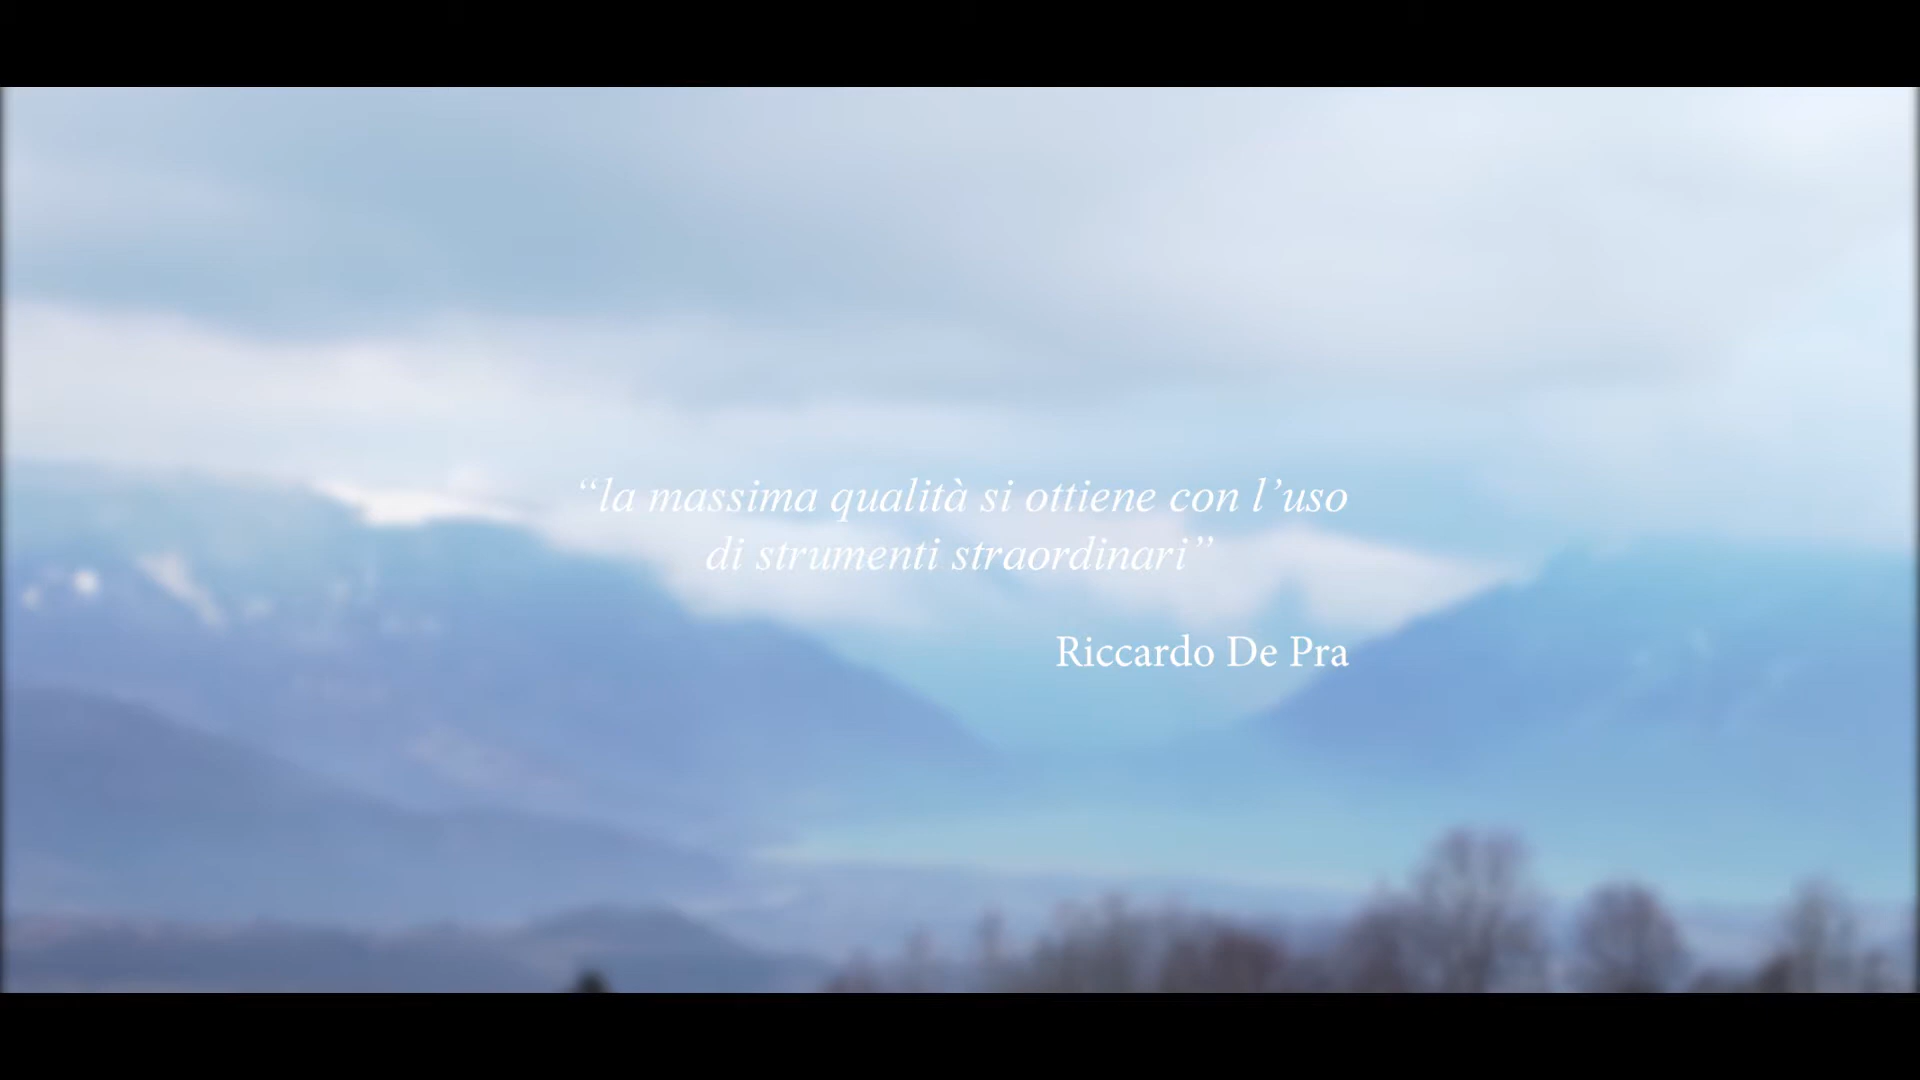 “la massima qualità si ottiene con l’uso
di strumenti straordinari”
Riccardo De Pra